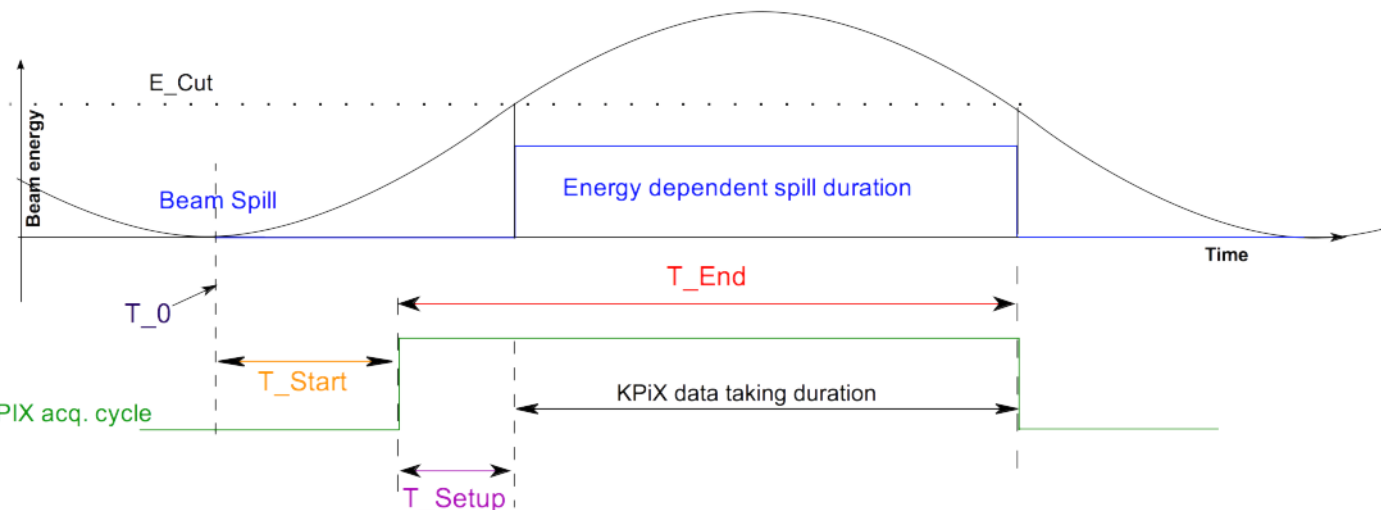 E_Cut
Beam energy
Beam Spill
Energy dependent spill duration
Time
T_End
T_0
T_Start
KPiX data taking duration
PIX acq. cycle
T_Setup